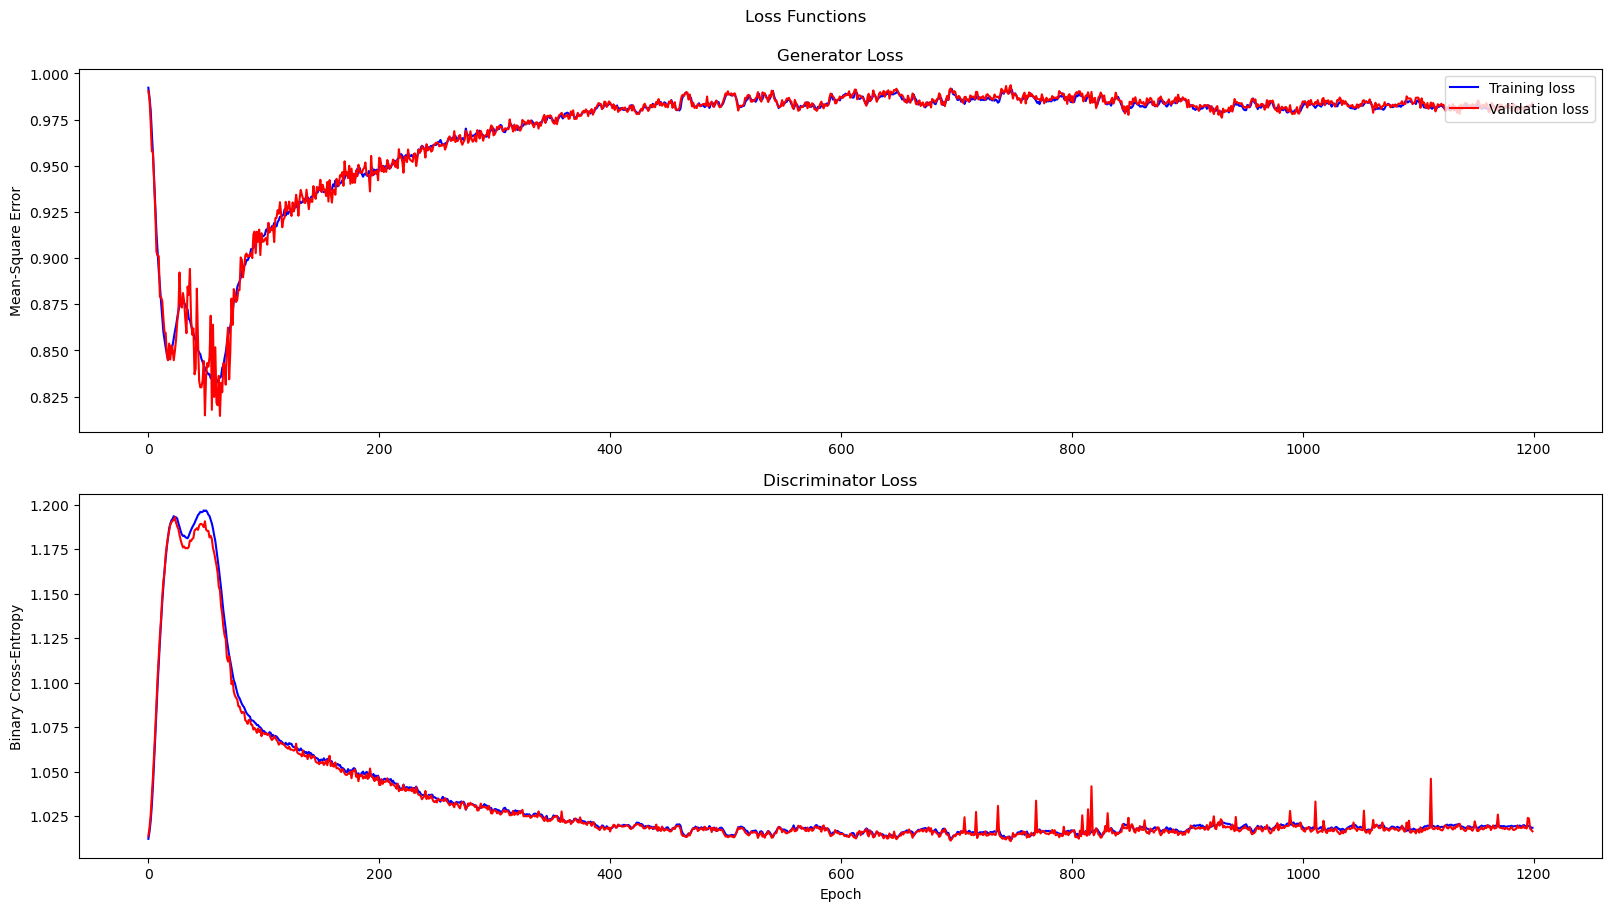 Loss Functions
Generator Loss
Mean-Square Error
1.000
0.975
0.950
0.925
0.900
0.875
0.850
0.825
Training loss
Validation loss
0 200 400 600 800 1000 1200
Discriminator Loss
Binary Cross-Entropy
1.200
1.175
1.150
1.125
1.100
1.075
1.050
1.025
0 200 400 600 800 1000 1200
Epoch